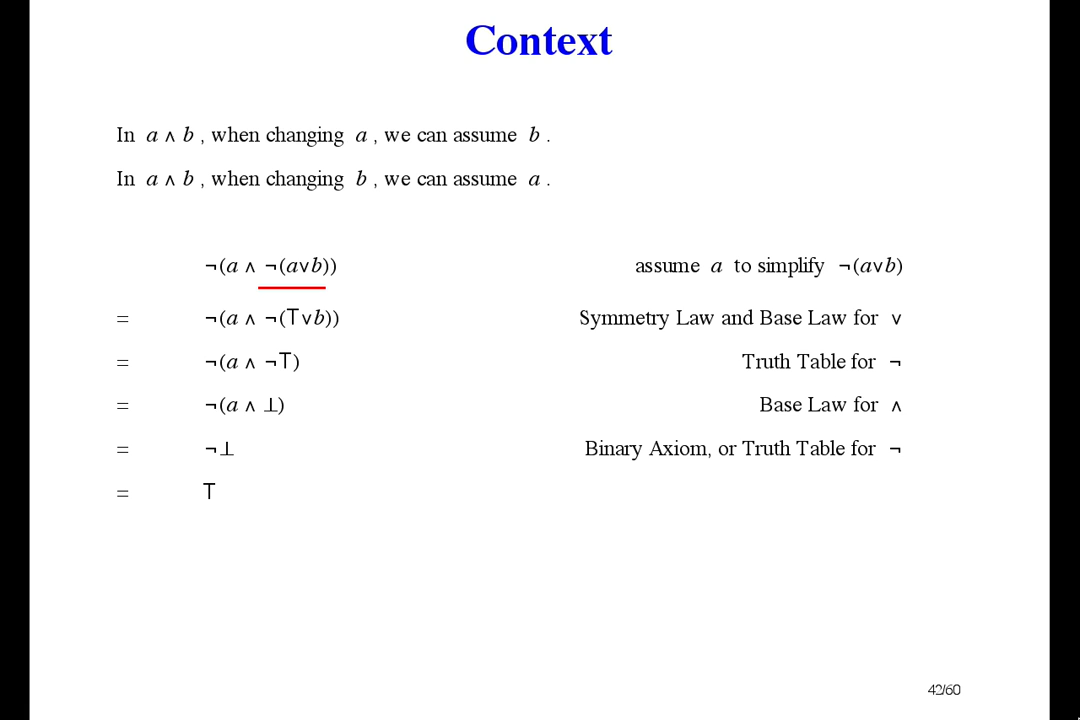 Context
In a ∧ b , when changing a , we can assume b .
In a ∧ b , when changing b , we can assume a .
¬(a ∧ ¬(a∨b)) assume a to simplify ¬(a∨b)
= ¬(a ∧ ¬(⊤∨b)) Symmetry Law and Base Law for ∨
= ¬(a ∧ ¬⊤) Truth Table for ¬
= ¬(a ∧ ⊥) Base Law for ∧
= ¬⊥ Binary Axiom, or Truth Table for ¬
= ⊤
42/60